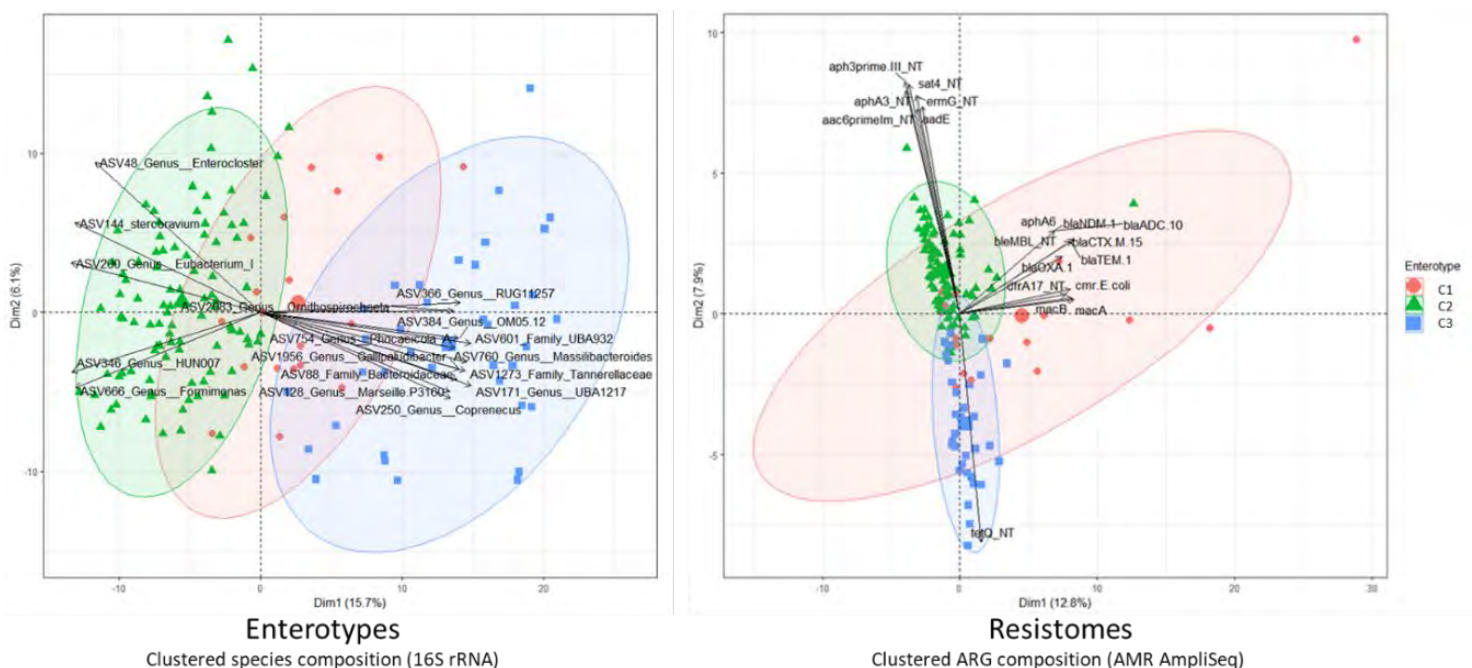 ASV48_Genus__Enterocloster
ASV144_stercoravium
ASV200_Genus__Eubacterium_I
ASV366_Genus__RUG11257
ASV2083_Genus__Ornithospirochaeta
ASV384_Genus__OM05.12
ASV754_Genus__Phocaeicola_A
ASV601_Family_UBA932
ASV1956_Genus__Gallipaludibacter
ASV760_Genus__Massilibacteroides
ASV346_Genus__HUN007
ASV88_Family_Bacteroidaceae
ASV1273_Family_Tannerellaceae
ASV666_Genus__Formimonas
ASV128_Genus__Marseille.P3160
ASV171_Genus__UBA1217
ASV250_Genus__Coprenecus
Dim2 (6.1%)
10
0
-10
-10
0
10
20
Dim1 (15.7%)
Enterotypes
Clustered species composition (16S rRNA)
aph3prime.III_NT
sat4_NT
aphA3_NT
ermG_NT
aac6primeIm_NT
aadE
aphA6
blaNDM.1
blaADC.10
bleMBL_NT
blaCTX.M.15
blaOXA.1
blaTEM.1
dfrA17_NT
cmr.E.coli
macB
macA
tetQ_NT
Dim2 (7.9%)
10
5
0
-5
-10
0
10
20
30
Dim1 (12.8%)
Resistomes
Clustered ARG composition (AMR AmpliSeq)
Enterotype
C1
C2
C3